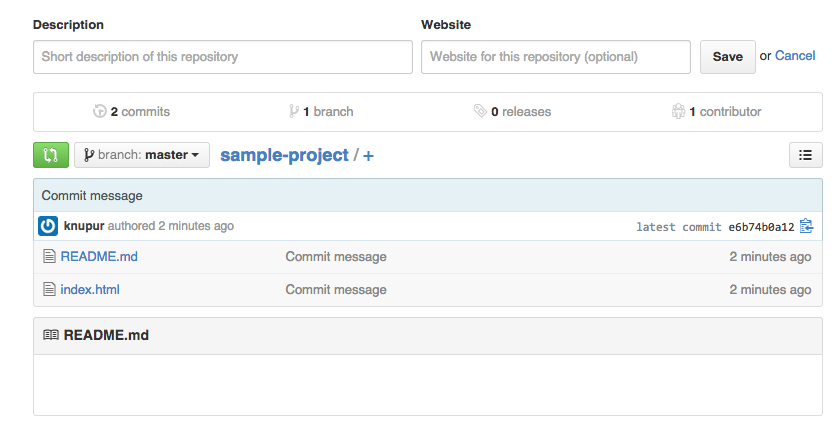 Description Website
Short description of this repository Website for this repository (optional) Save or Cancel
2 commits 1 branch 0 releases 1 contributor
branch: master sample-project / +
Commit message
knupur authored 2 minutes ago latest commit e6b74b0a12
README.md Commit message 2 minutes ago
index.html Commit message 2 minutes ago
README.md